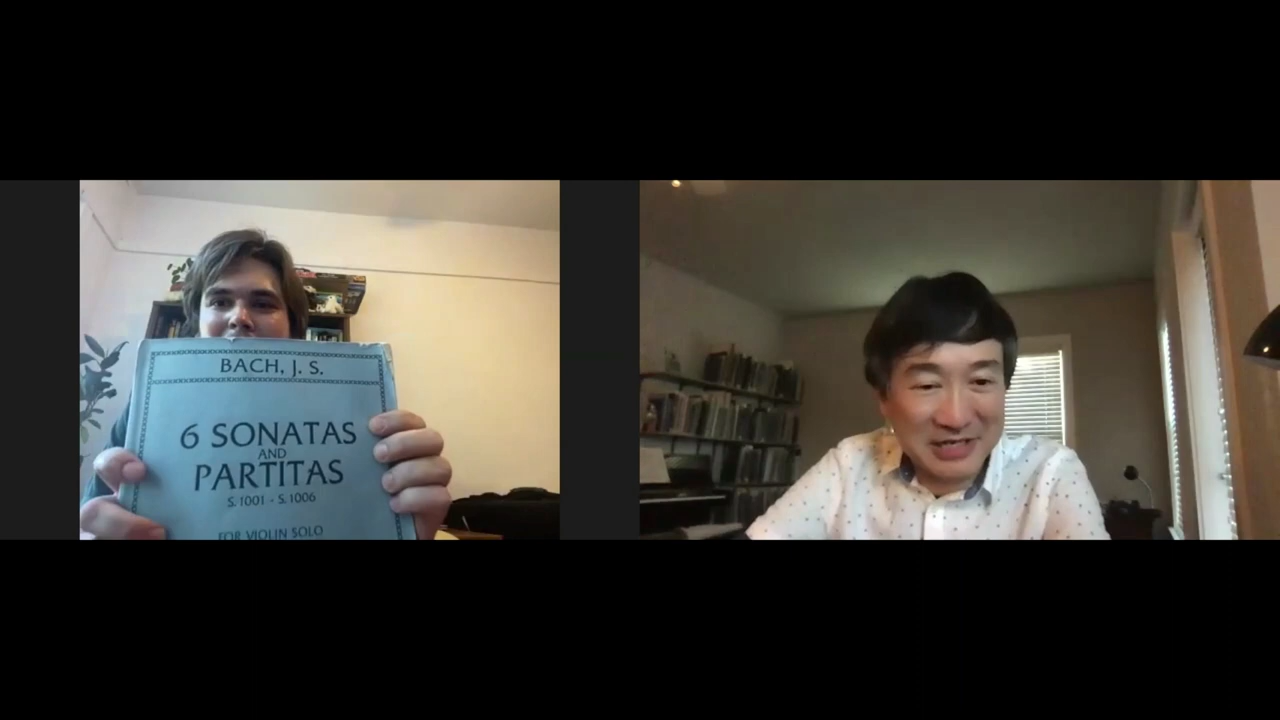 BACH, J. S.
6 SONATAS
AND
PARTITAS
S. 1001 - S. 1006
FOR VIOLIN SOLO